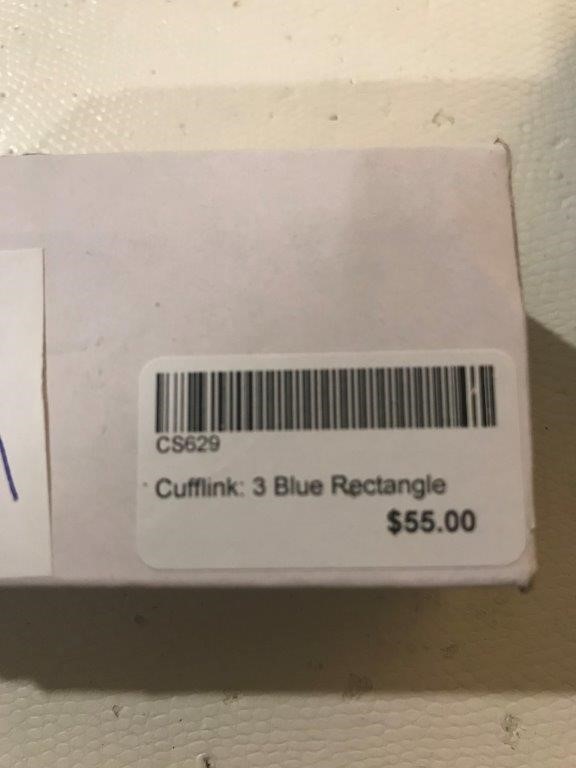 CS629
Cufflink: 3 Blue Rectangle
$55.00